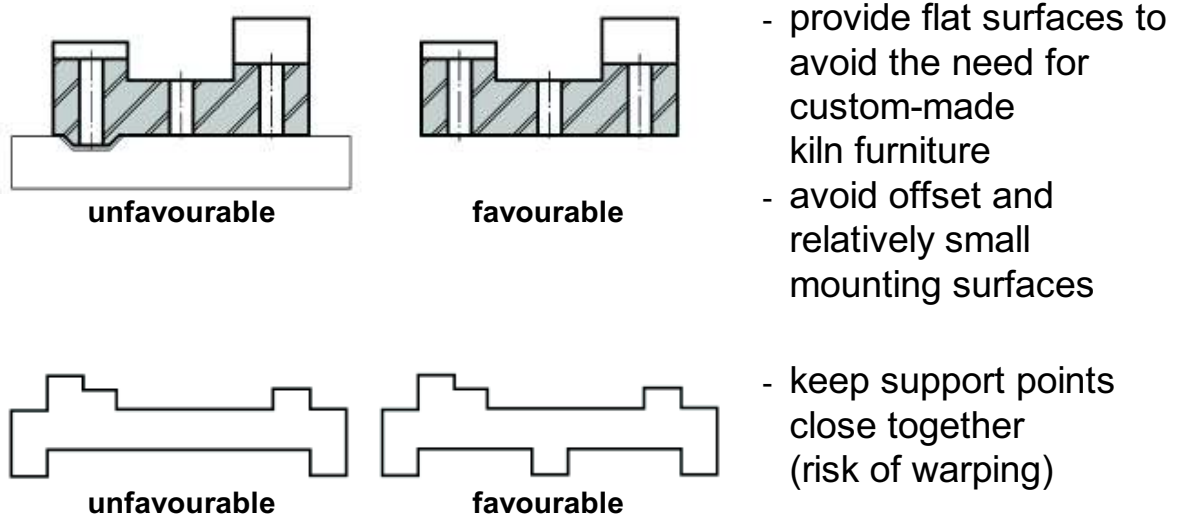 - provide flat surfaces to
avoid the need for
custom-made
kiln furniture
- avoid offset and
relatively small
mounting surfaces
unfavourable
favourable
- keep support points
close together
(risk of warping)
unfavourable
favourable